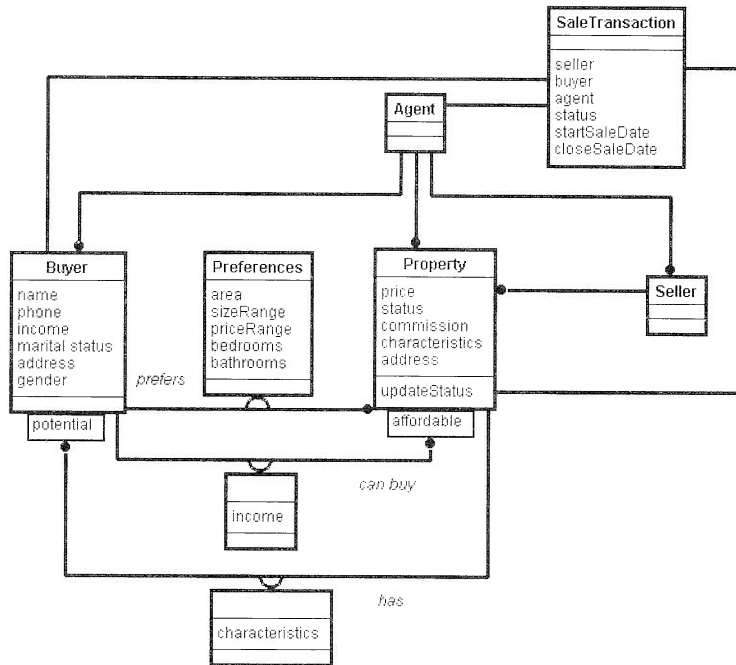 SaleTransaction
seller
buyer
agent
status
startSaleDate
closeSaleDate
Agent
Buyer
name
phone
income
marital status
address
gender
potential
Preferences
area
sizeRange
priceRange
bedrooms
bathrooms
Property
price
status
commission
characteristics
address
updateStatus
affordable
Seller
prefers
can buy
income
has
characteristics